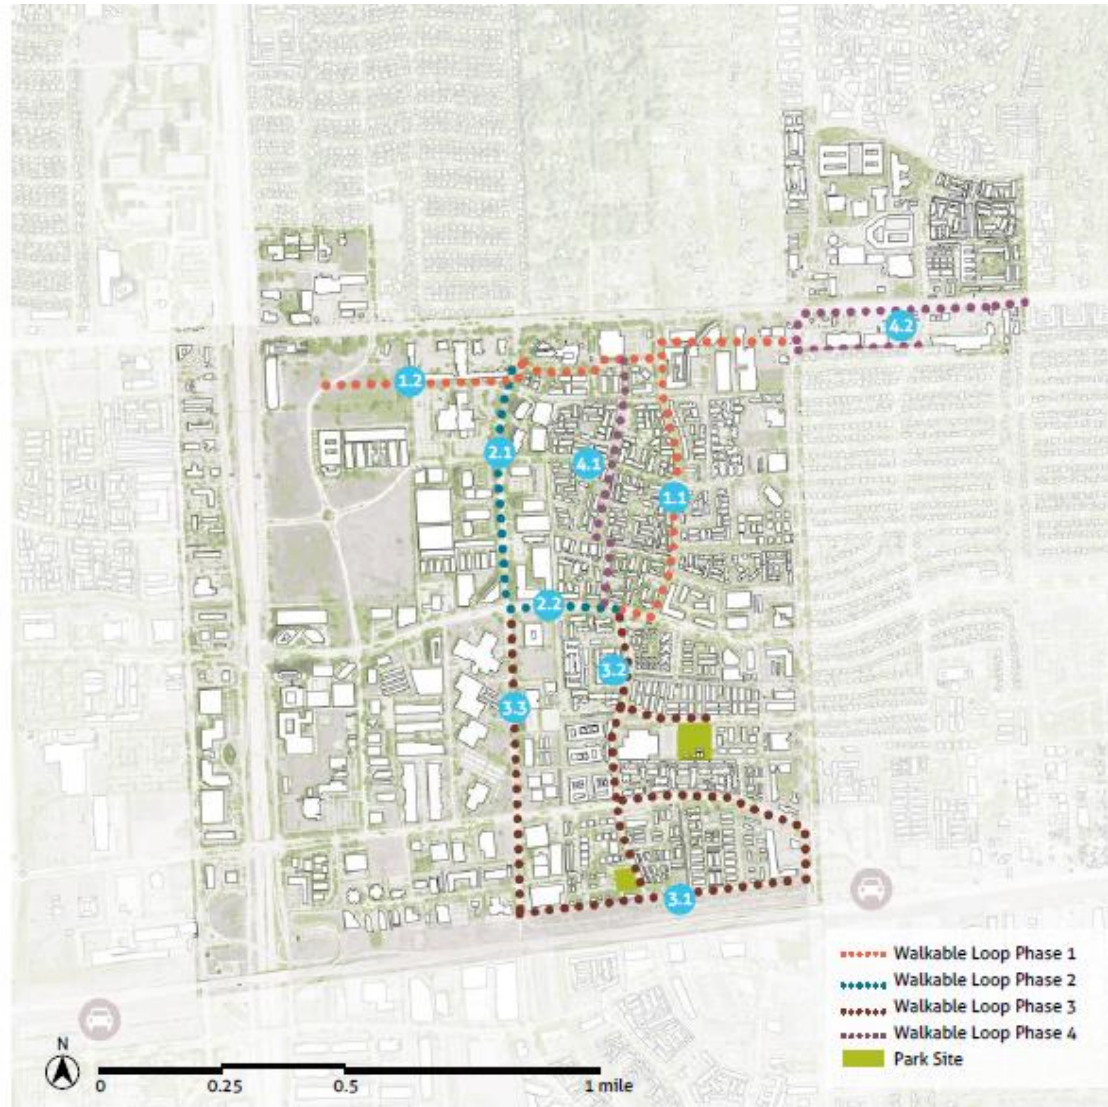 4.2
1.2
2.1
4.1
1.1
2.2
3.2
3.3
3.1
Walkable Loop Phase 1
Walkable Loop Phase 2
Walkable Loop Phase 3
Walkable Loop Phase 4
Park Site
N
0 0.25 0.5 1 mile